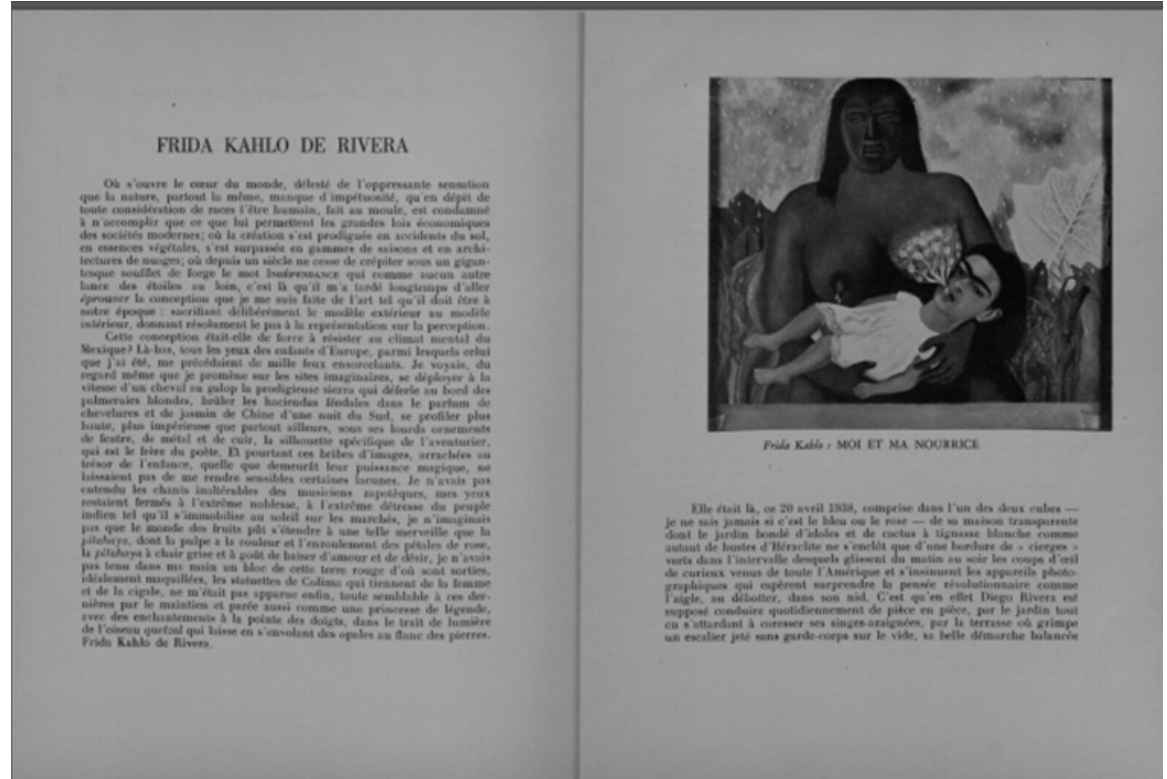 FRIDA KAHLO DE RIVERA
Où s'ouvre le cœur du monde, délesté de l'oppressante sensation
que la nature, partout la même, manque d'impétuosité, qu'en dépit de
toute considération de races l'être humain, fait au moule, est condamné
à n'accomplir que ce que lui permettent les grandes lois économiques
des sociétés modernes; où la création s'est prodiguée en accidents du sol,
en essences végétales, s'est surpassée en gammes de saisons et en archi-
tectures de nuages; où depuis un siècle ne cesse de crépiter sous un gigan-
tesque soufflet de forge le mot INDÉPENDANCE qui comme aucun autre
lance des étoiles au loin, c'est là qu'il m'a tardé longtemps d'aller
éprouver la conception que je me suis faite de l'art tel qu'il doit être à
notre époque : sacrifiant délibérément le modèle extérieur au modèle
intérieur, donnant résolument le pas à la représentation sur la perception.
Cette conception était-elle de force à résister au climat mental du
Mexique? Là-bas, tous les yeux des enfants d'Europe, parmi lesquels celui
que j'ai été, me précédaient de mille feux ensorcelants. Je voyais, du
regard même que je promène sur les sites imaginaires, se déployer à la
vitesse d'un cheval au galop la prodigieuse sierra qui déferle au bord des
palmeraies blondes, brûler les haciendas féodales dans le parfum de
chevelures et de jasmin de Chine d'une nuit du Sud, se profiler plus
haute, plus impérieuse que partout ailleurs, sous ses lourds ornements
de feutre, de métal et de cuir, la silhouette spécifique de l'aventurier,
qui est le frère du poète. Et pourtant ces bribes d'images, arrachées au
trésor de l'enfance, quelle que demeurât leur puissance magique, ne
laissaient pas de me rendre sensibles certaines lacunes. Je n'avais pas
entendu les chants inaltérables des musiciens zapotèques, mes yeux
restaient fermés à l'extrême noblesse, à l'extrême détresse du peuple
indien tel qu'il s'immobilise au soleil sur les marchés, je n'imaginais
pas que le monde des fruits pût s'étendre à une telle merveille que la
pitahaya, dont la pulpe a la couleur et l'enroulement des pétales de rose,
la pitahaya à chair grise et à goût de baiser d'amour et de désir, je n'avais
pas tenu dans ma main un bloc de cette terre rouge d'où sont sorties,
idéalement maquillées, les statuettes de Colima qui tiennent de la femme
et de la cigale, ne m'était pas apparue enfin, toute semblable à ces der-
nières par le maintien et parée aussi comme une princesse de légende,
avec des enchantements à la pointe des doigts, dans le trait de lumière
de l'oiseau quetzal qui laisse en s'envolant des opales au flanc des pierres.
Frida Kahlo de Rivera.
Frida Kahlo : MOI ET MA NOURRICE
Elle était là, ce 20 avril 1938, comprise dans l'un des deux cubes —
je ne sais jamais si c'est le bleu ou le rose — de sa maison transparente
dont le jardin bondé d'idoles et de cactus à tignasse blanche comme
autant de bustes d'Héraclite ne s'enclôt que d'une bordure de « cierges »
verts dans l'intervalle desquels glissent du matin au soir les coups d'œil
de curieux venus de toute l'Amérique et s'insinuent les appareils photo-
graphiques qui espèrent surprendre la pensée révolutionnaire comme
l'aigle, au débotter, dans son nid. C'est qu'en effet Diego Rivera est
supposé conduire quotidiennement de pièce en pièce, par le jardin tout
en s'attardant à caresser ses singes-araignées, par la terrasse où grimpe
un escalier jeté sans garde-corps sur le vide, sa belle démarche balancée